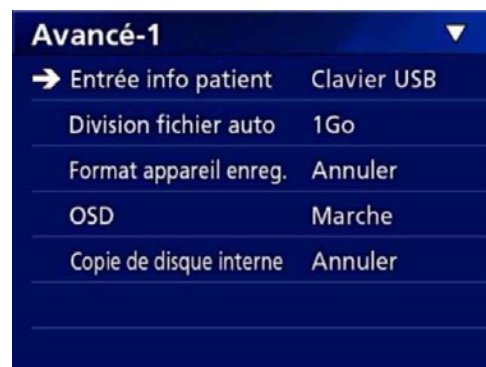 Avancé-1
Entrée info patient Clavier USB
Division fichier auto 1Go
Format appareil enreg. Annuler
OSD Marche
Copie de disque interne Annuler